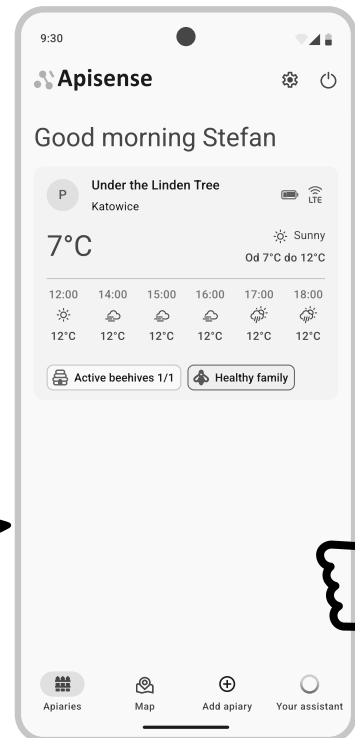 9:30
Apisense
Good morning Stefan
P
Under the Linden Tree
Katowice
LTE
7°C
Sunny
Od 7°C do 12°C
12:00 14:00 15:00 16:00 17:00 18:00
12°C 12°C 12°C 12°C 12°C 12°C
Active beehives 1/1 Healthy family
Apiaries Map Add apiary Your assistant